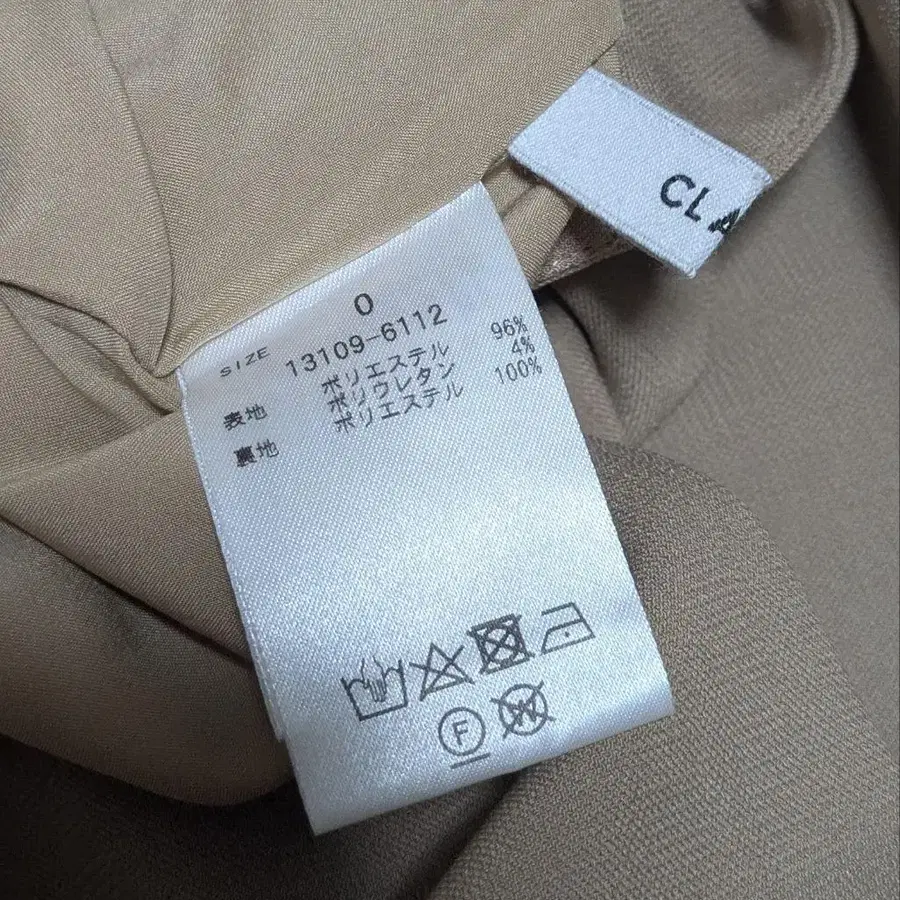 CLA
SIZE 0
13109-6112
表地 ポリエステル 96%
ポリウレタン 4%
裏地 ポリエステル 100%
F
W